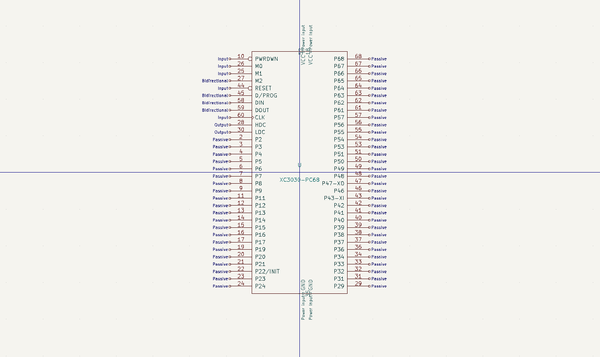 Power input Power input
VCC VCC
Input 10 PWRDWN P68 68 Passive
Input 26 M0 P67 67 Passive
Input 25 M1 P66 66 Passive
Bidirectional 27 M2 P65 65 Passive
Input 44 RESET P64 64 Passive
Bidirectional 45 D/PROG P63 63 Passive
Bidirectional 58 DIN P62 62 Passive
Bidirectional 59 DOUT P61 61 Passive
Input 60 CLK P57 57 Passive
Output 28 HDC P56 56 Passive
Output 30 LDC P55 55 Passive
Passive 2 P2 P54 54 Passive
Passive 3 P3 P53 53 Passive
Passive 4 P4 P51 51 Passive
Passive 5 P5 P50 50 Passive
Passive 6 P6 P49 49 Passive
U
Passive 7 P7 P48 48 Passive
XC3030-PC68
Passive 8 P8 P47-XO 47 Passive
Passive 9 P9 P46 46 Passive
Passive 11 P11 P43-XI 43 Passive
Passive 12 P12 P42 42 Passive
Passive 13 P13 P41 41 Passive
Passive 14 P14 P40 40 Passive
Passive 15 P15 P39 39 Passive
Passive 16 P16 P38 38 Passive
Passive 17 P17 P37 37 Passive
Passive 19 P19 P36 36 Passive
Passive 20 P20 P34 34 Passive
Passive 21 P21 P33 33 Passive
Passive 22 P22/INIT P32 32 Passive
Passive 23 P23 P31 31 Passive
Passive 24 P24 P29 29 Passive
GND GND
Power input Power input